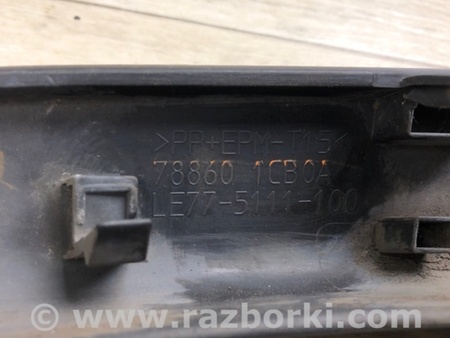 >PP+EPM-T15<
78860 1CB0A
LE77-5111-100
www.razborki.com